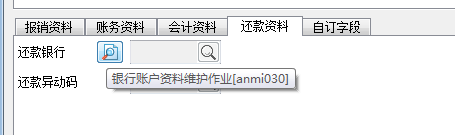 报销资料 账务资料 会计资料 还款资料 自订字段
还款银行
银行账户资料维护作业[anmi030]
还款异动码